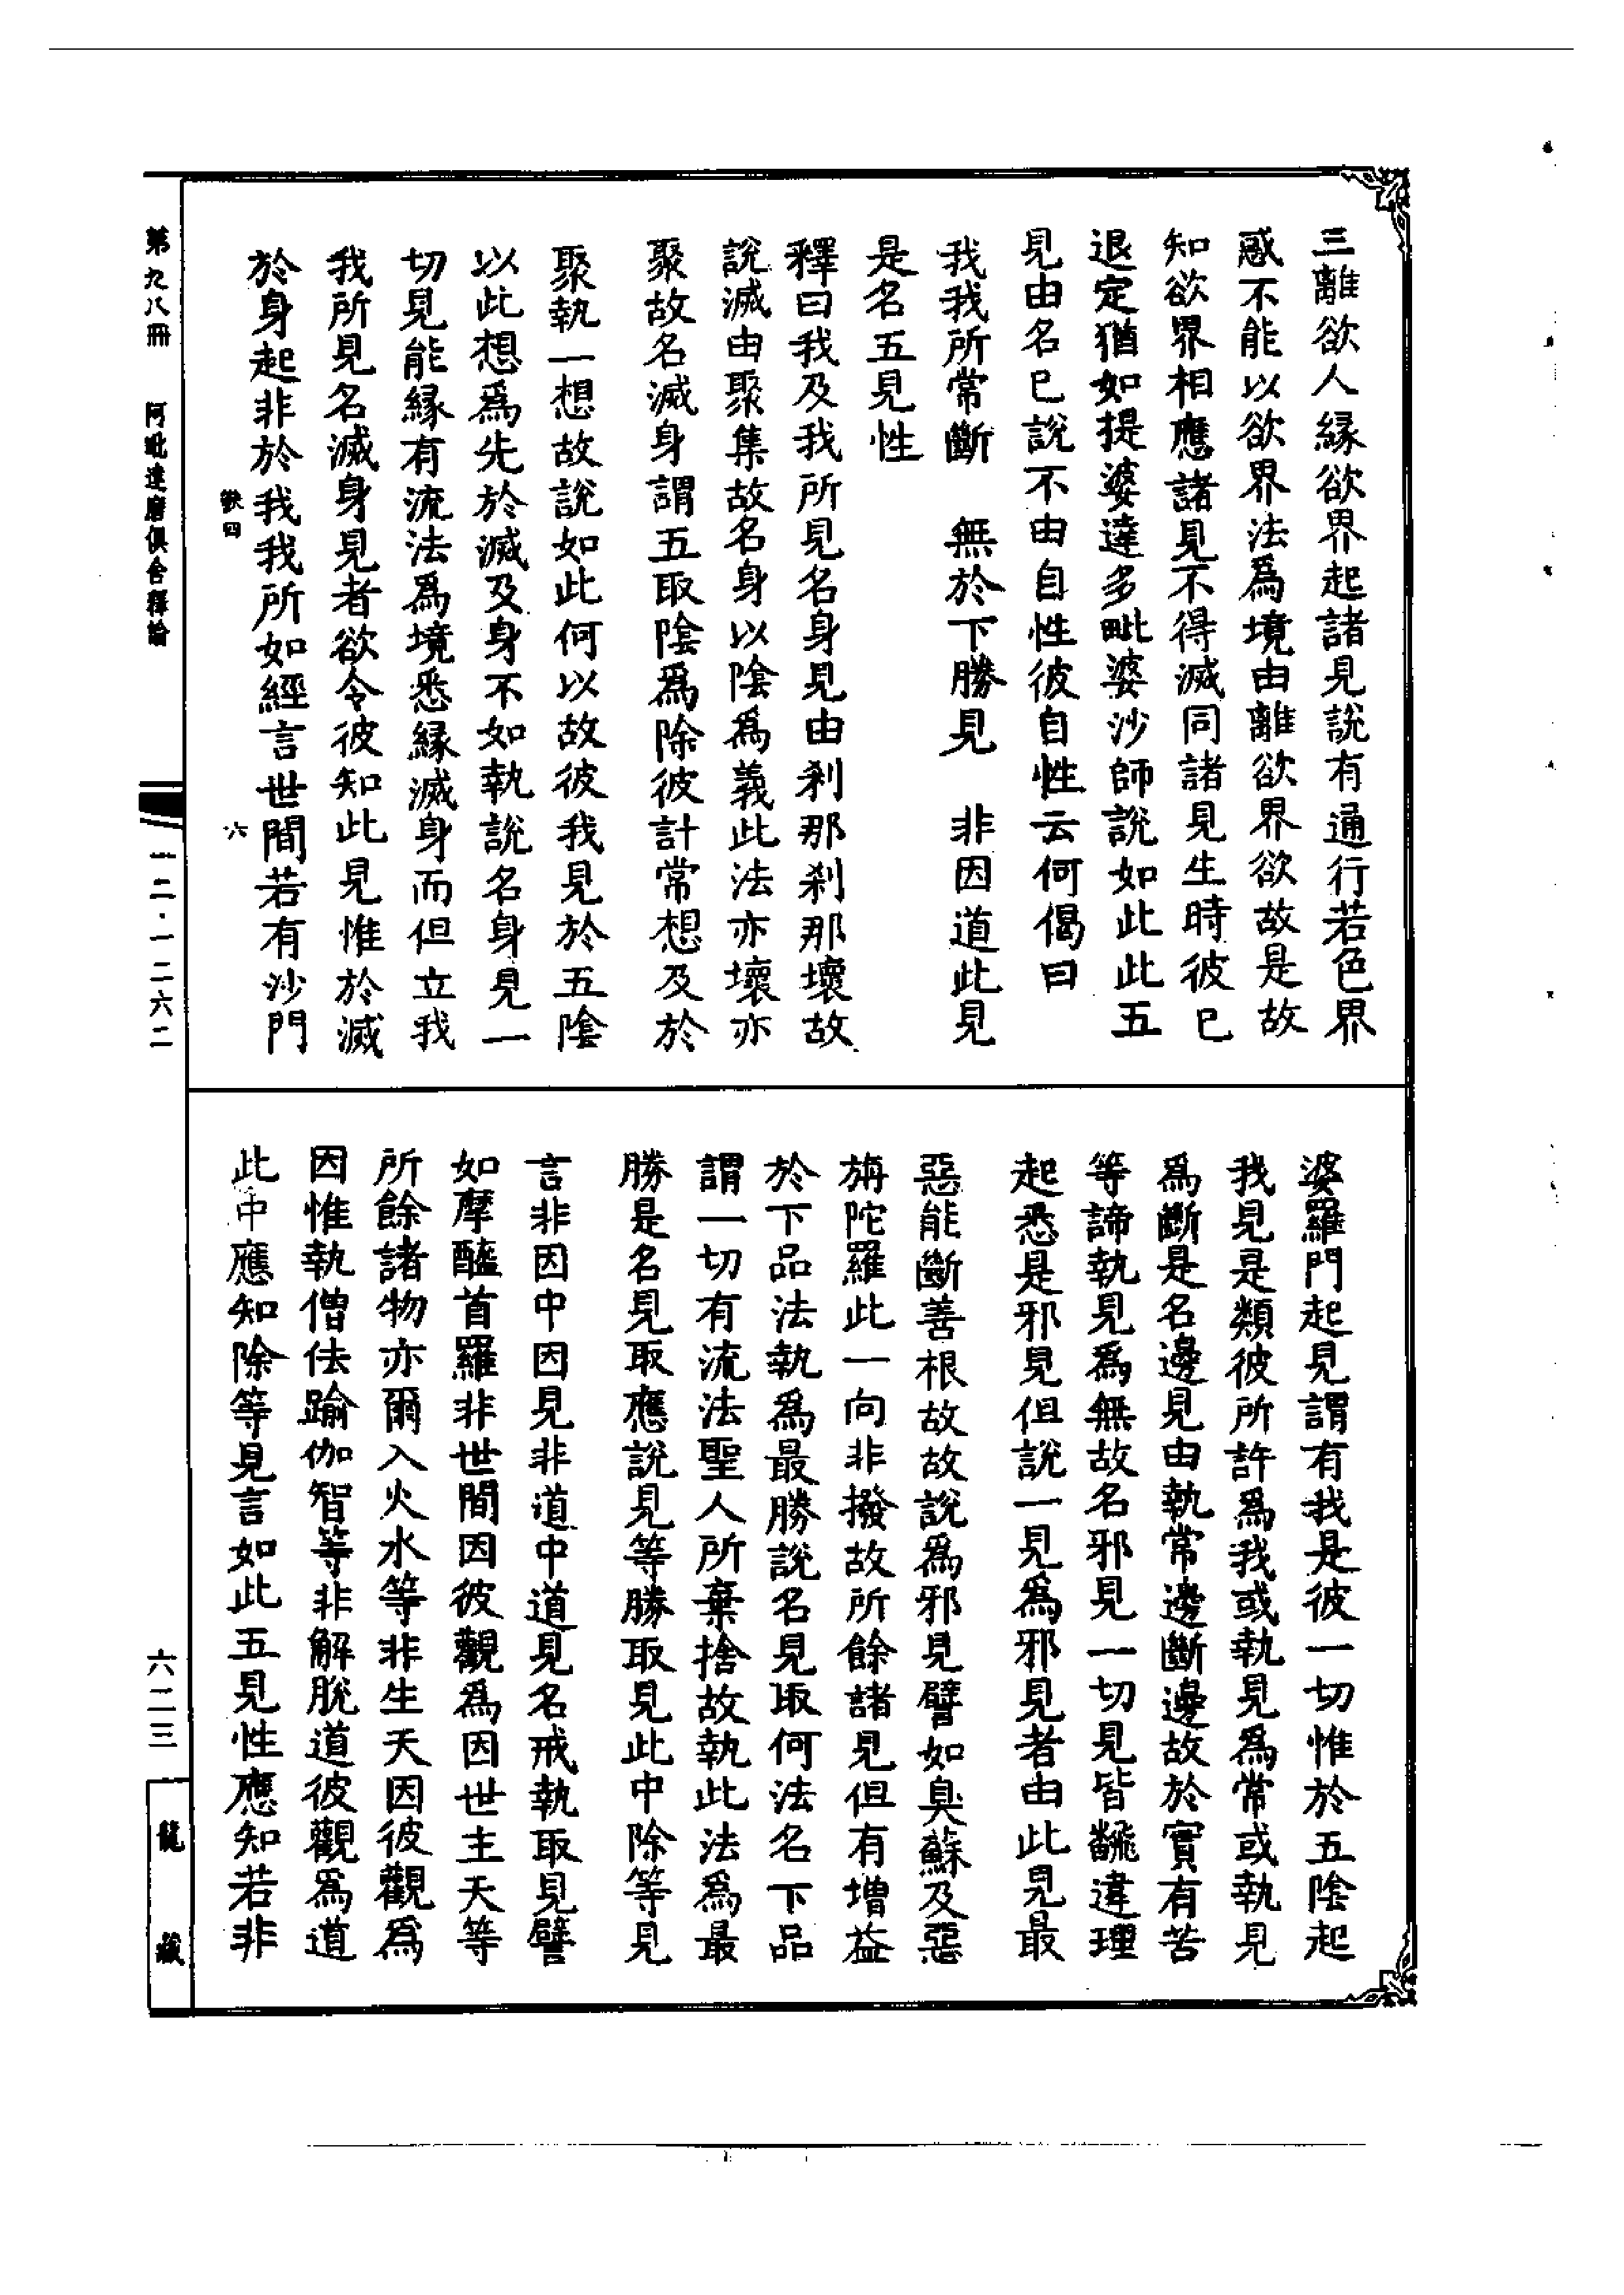 三離欲人緣欲界起諸見說有通行若色界
惑不能以欲界法爲境由離欲界欲故是故
知欲界相應諸見不得滅同諸見生時彼已
退定猶如提婆達多毗婆沙師說如此此五
見由名已說不由自性彼自性云何偈曰
我我所常斷　無於下勝見　非因道此見
是名五見性
釋曰我及我所見名身見由刹那刹那壞故
說滅由聚集故名身以陰爲義此法亦壞亦
聚故名滅身謂五取陰爲除彼計常想及於
聚執一想故說如此何以故彼我見於五陰
以此想爲先於滅及身不如執說名身見一
切見能緣有流法爲境悉緣滅身而但立我
我所見名滅身見者欲令彼知此見惟於滅
於身起非於我我所如經言世間若有沙門
婆羅門起見謂有我是彼一切惟於五陰起
我見是類彼所許爲我或執見爲常或執見
爲斷是名邊見由執常邊斷邊故於實有苦
等諦執見爲無故名邪見一切見皆翻違理
起悉是邪見但說一見爲邪見者由此見最
惡能斷善根故故說爲邪見譬如臭蘇及惡
旃陀羅此一向非撥故所餘諸見但有增益
於下品法執爲最勝說名見取何法名下品
謂一切有流法聖人所棄捨故執此法爲最
勝是名見取應說見等勝取見此中除等見
言非因中因見非道中道見名戒執取見譬
如摩醯首羅非世間因彼觀爲因世主天等
所餘諸物亦爾入火水等非生天因彼觀爲
因惟執僧佉踰伽智等非解脫道彼觀爲道
此中應知除等見言如此五見性應知若非
第九八冊　阿毗達磨俱舍釋論
一二·一二六二
六二三
龍藏
六